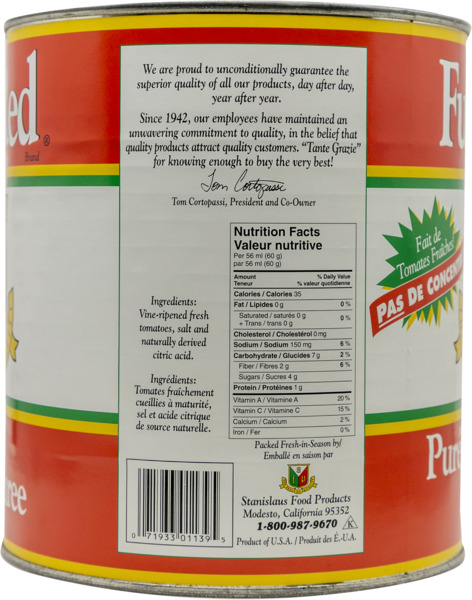 ed®
Brand
We are proud to unconditionally guarantee the
superior quality of all our products, day after day,
year after year.
Since 1942, our employees have maintained an
unwavering commitment to quality, in the belief that
quality products attract quality customers. “Tante Grazie”
for knowing enough to buy the very best!
Tom Cortopassi
Tom Cortopassi, President and Co-Owner
Nutrition Facts
Valeur nutritive
Per 56 ml (60 g)
par 56 ml (60 g)
Amount % Daily Value
Teneur % valeur quotidienne
Calories / Calories 35
Fat / Lipides 0 g 0 %
Saturated / saturés 0 g
+ Trans / trans 0 g 0 %
Cholesterol / Cholestérol 0 mg
Sodium / Sodium 150 mg 6 %
Carbohydrate / Glucides 7 g 2 %
Fiber / Fibres 2 g 6 %
Sugars / Sucres 4 g
Protein / Protéines 1 g
Vitamin A / Vitamine A 20 %
Vitamin C / Vitamine C 15 %
Calcium / Calcium 2 %
Iron / Fer 0 %
Ingredients:
Vine-ripened fresh
tomatoes, salt and
naturally derived
citric acid.
Ingrédients:
Tomates fraîchement
cueillies à maturité,
sel et acide citrique
de source naturelle.
Packed Fresh-in-Season by/
Emballé en saison par
Stanislaus Food Products
Modesto, California 95352
1-800-987-9670 K
Product of U.S.A. / Produit des É.-U.A.
0 71933 01139 5
ree
Fu
Fait de
Tomates Fraîches!
PAS DE CONCEN
Puré